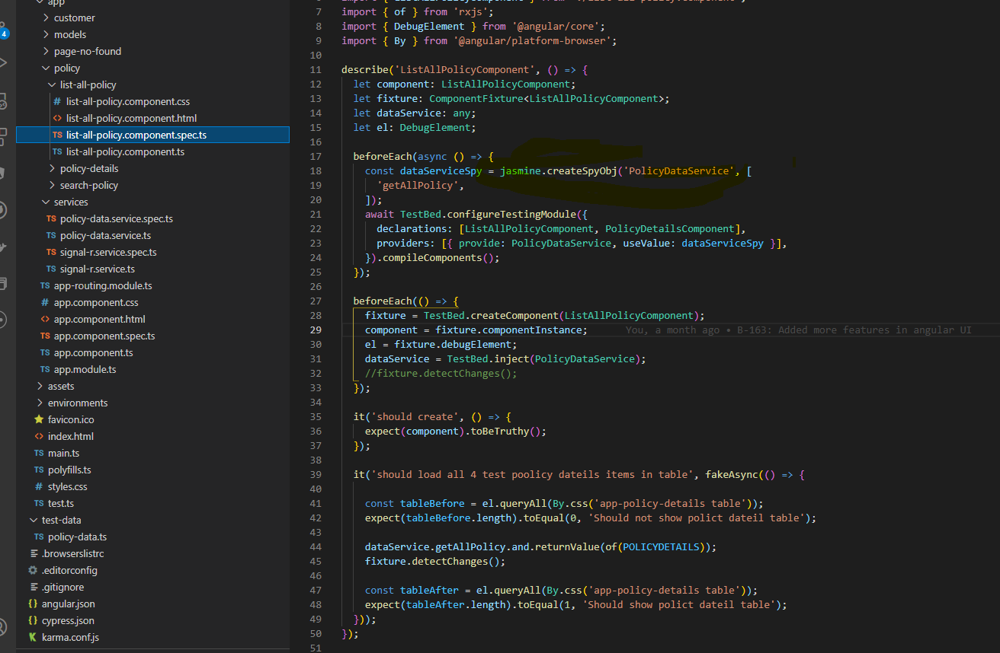 4
app
customer
models
page-no-found
policy
list-all-policy
# list-all-policy.component.css
<> list-all-policy.component.html
TS list-all-policy.component.spec.ts
TS list-all-policy.component.ts
policy-details
search-policy
services
TS policy-data.service.spec.ts
TS policy-data.service.ts
TS signal-r.service.spec.ts
TS signal-r.service.ts
TS app-routing.module.ts
# app.component.css
<> app.component.html
TS app.component.spec.ts
TS app.component.ts
TS app.module.ts
assets
environments
favicon.ico
<> index.html
TS main.ts
TS polyfills.ts
# styles.css
TS test.ts
test-data
TS policy-data.ts
.browserslistrc
.editorconfig
.gitignore
{} angular.json
{} cypress.json
karma.conf.js
7 import { of } from 'rxjs';
8 import { DebugElement } from '@angular/core';
9 import { By } from '@angular/platform-browser';
10
11 describe('ListAllPolicyComponent', () => {
12 let component: ListAllPolicyComponent;
13 let fixture: ComponentFixture<ListAllPolicyComponent>;
14 let dataService: any;
15 let el: DebugElement;
16
17 beforeEach(async () => {
18 const dataServiceSpy = jasmine.createSpyObj('PolicyDataService', [
19 'getAllPolicy',
20 ]);
21 await TestBed.configureTestingModule({
22 declarations: [ListAllPolicyComponent, PolicyDetailsComponent],
23 providers: [{ provide: PolicyDataService, useValue: dataServiceSpy }],
24 }).compileComponents();
25 });
26
27 beforeEach(() => {
28 fixture = TestBed.createComponent(ListAllPolicyComponent);
29 component = fixture.componentInstance; You, a month ago • B-163: Added more features in angular UI
30 el = fixture.debugElement;
31 dataService = TestBed.inject(PolicyDataService);
32 //fixture.detectChanges();
33 });
34
35 it('should create', () => {
36 expect(component).toBeTruthy();
37 });
38
39 it('should load all 4 test poolicy dateils items in table', fakeAsync(() => {
40
41 const tableBefore = el.queryAll(By.css('app-policy-details table'));
42 expect(tableBefore.length).toEqual(0, 'Should not show polict dateil table');
43
44 dataService.getAllPolicy.and.returnValue(of(POLICYDETAILS));
45 fixture.detectChanges();
46
47 const tableAfter = el.queryAll(By.css('app-policy-details table'));
48 expect(tableAfter.length).toEqual(1, 'Should show polict dateil table');
49 }));
50 });
51